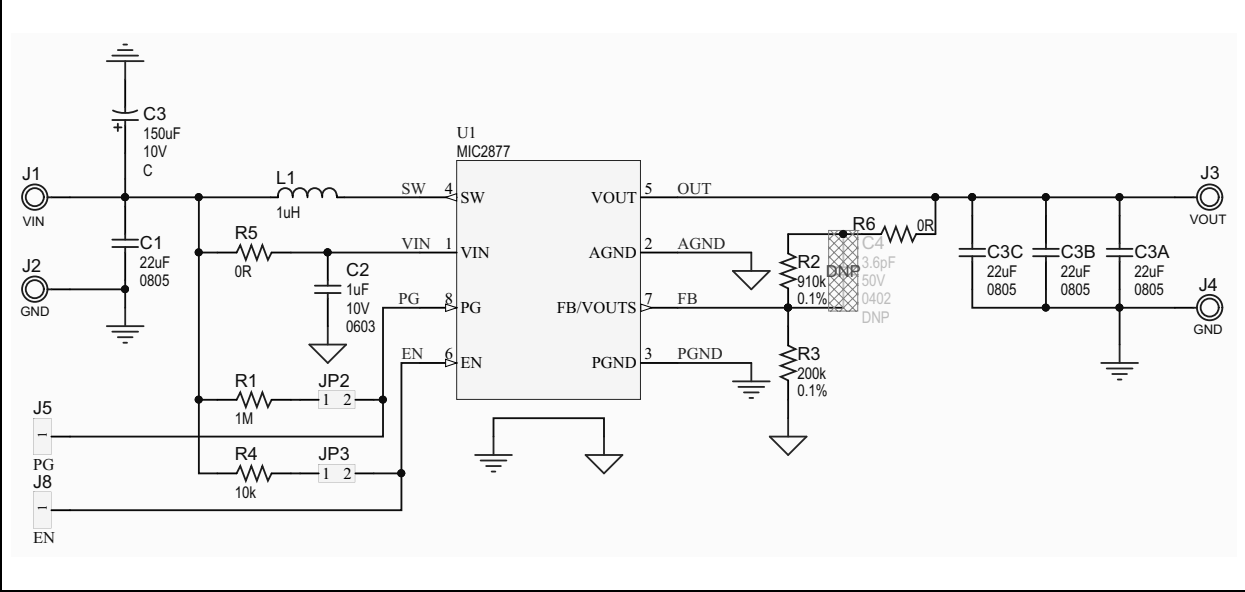 C3
150uF
10V
C
+
J1
VIN
C1
22uF
0805
J2
GND
L1
1uH
R5
0R
C2
1uF
10V
0603
R1
1M
JP2
1 2
R4
10k
JP3
1 2
J5
1
PG
J8
1
EN
U1
MIC2877
SW 4 SW
VIN 1 VIN
PG 8 PG
EN 6 EN
VOUT 5 OUT
AGND 2 AGND
FB/VOUTS 7 FB
PGND 3 PGND
R6
0R
C4
3.6pF
50V
0402
DNP
DNP
R2
910k
0.1%
R3
200k
0.1%
C3C
22uF
0805
C3B
22uF
0805
C3A
22uF
0805
J3
VOUT
J4
GND